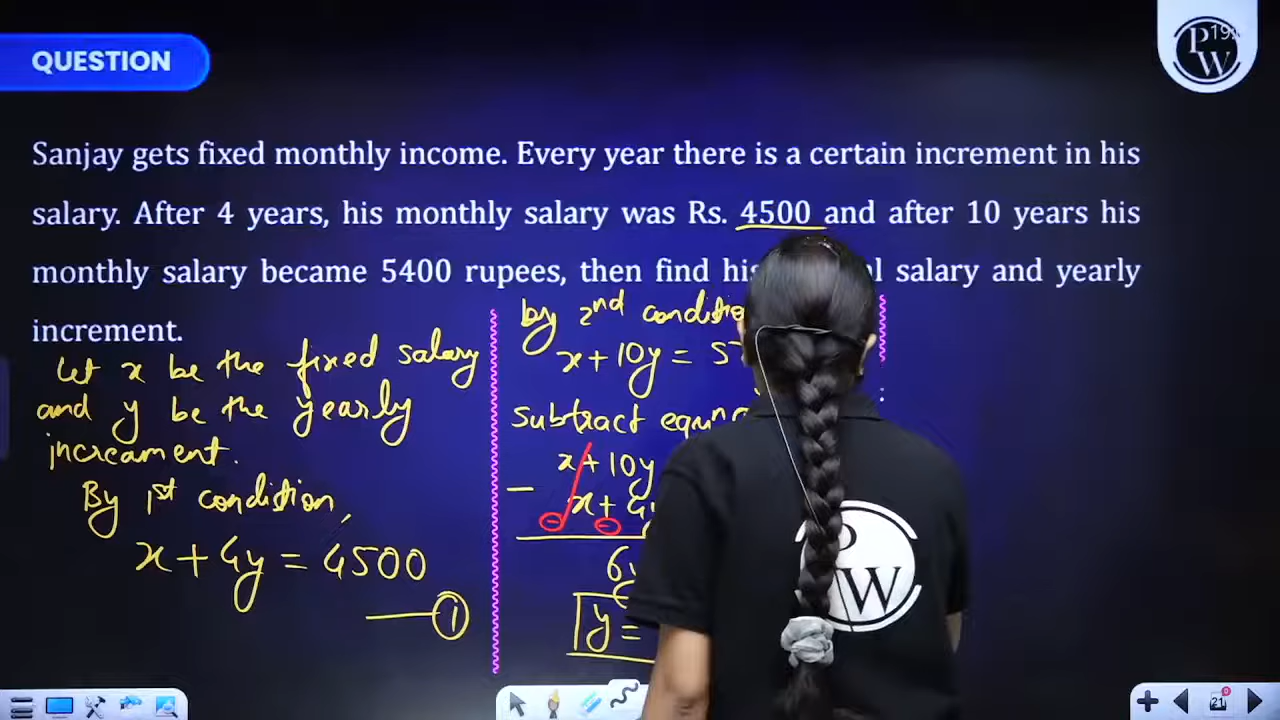 QUESTION
PW
Sanjay gets fixed monthly income. Every year there is a certain increment in his
salary. After 4 years, his monthly salary was Rs. 4500 and after 10 years his
monthly salary became 5400 rupees, then find his salary and yearly
increment.
Let x be the fixed salary
and y be the yearly
increament.
By 1st condition,
x + 4y = 4500
①
by 2nd
x + 10y =
Subtract
x + 10y
- x +
- -
y =
PW
21